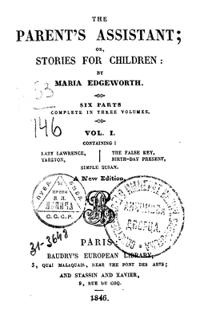 THE
PARENT'S ASSISTANT;
OR,
STORIES FOR CHILDREN:
BY
MARIA EDGEWORTH.
SIX PARTS
COMPLETE IN THREE VOLUMES.
VOL. I.
CONTAINING:
LAZY LAWRENCE,
TARLTON,
THE FALSE KEY,
BIRTH-DAY PRESENT,
SIMPLE SUSAN.
A New Edition.
146
С.С.С.Р.
31-3648
PARIS
BAUDRY'S EUROPEAN LIBRARY,
3, QUAI MALAQUAIS, NEAR THE PONT DES ARTS;
AND STASSIN AND XAVIER,
9, RUE DU COQ.
1846.